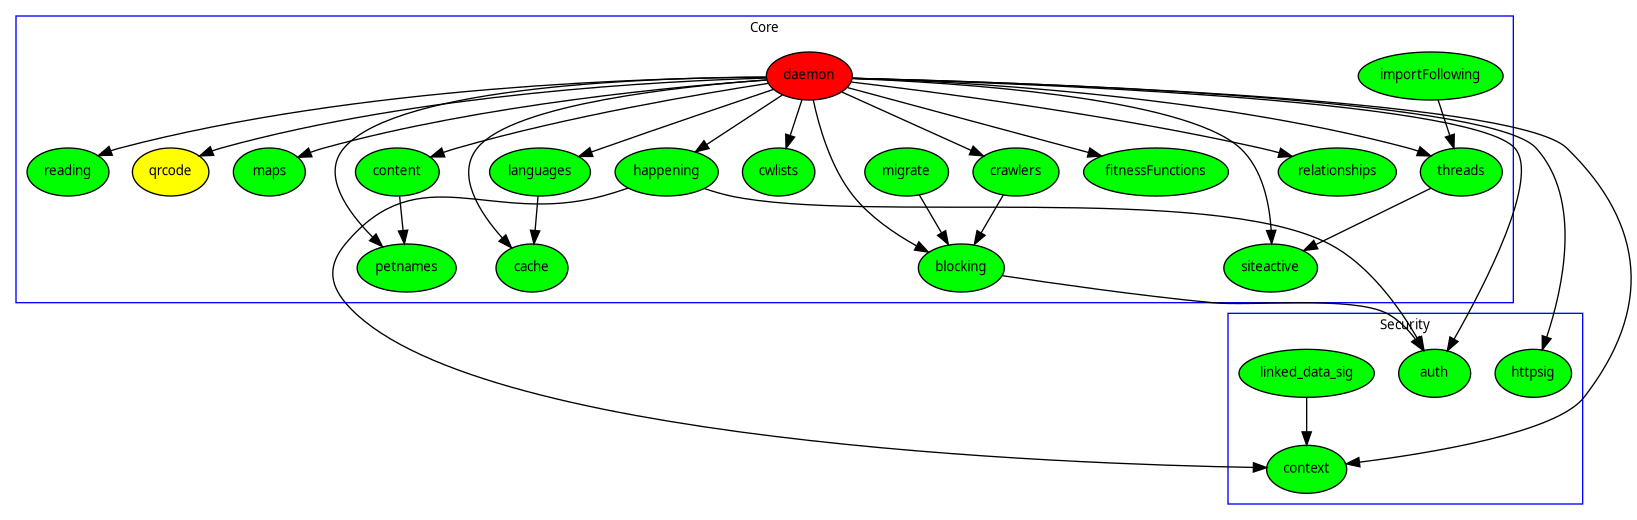 Core
daemon
importFollowing
reading
qrcode
maps
content
languages
happening
cwlists
migrate
crawlers
fitnessFunctions
relationships
threads
petnames
cache
blocking
siteactive
Security
linked_data_sig
auth
httpsig
context